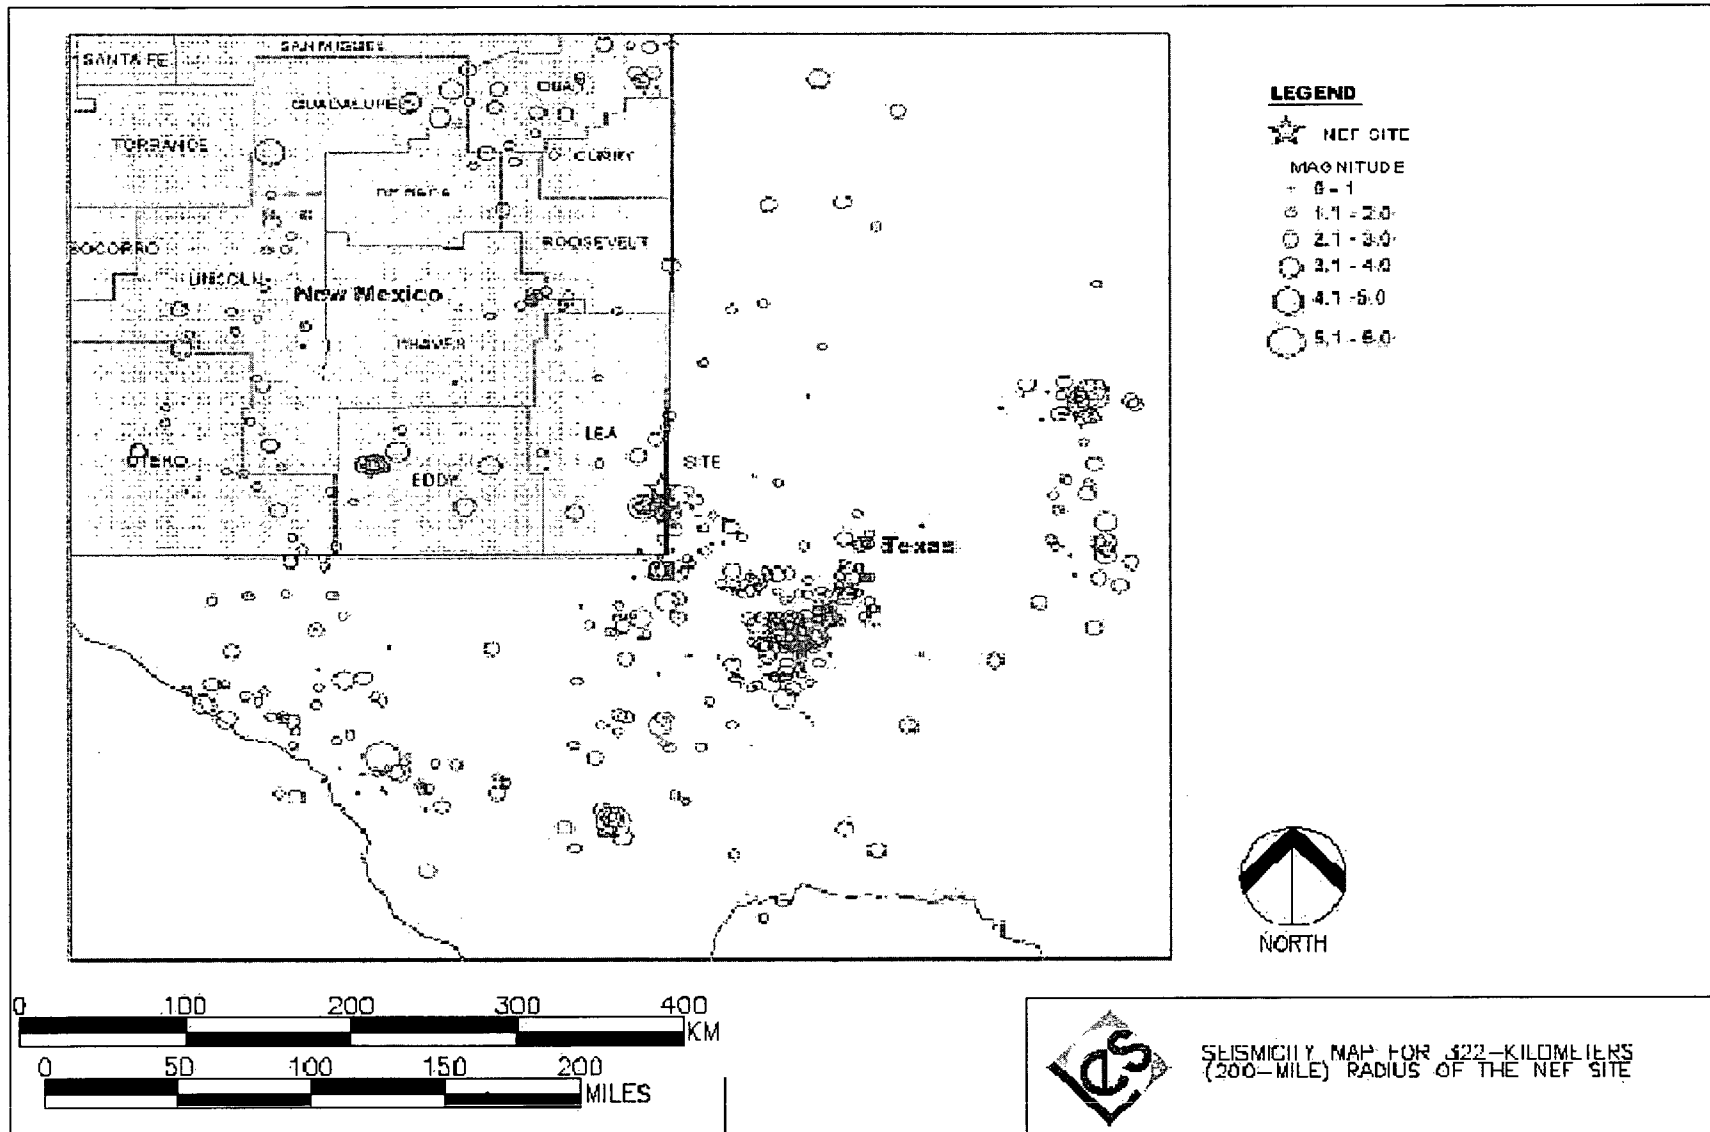 SAN MIGUEL
SANTA FE
GUADALUPE
TORRANCE
CURRY
SOCORRO
ROOSEVELT
LINCOLN
New Mexico
LEA
OTERO
SITE
EDDY
Texas
LEGEND
NEF SITE
MAGNITUDE
0 - 1
1.1 - 2.0
2.1 - 3.0
3.1 - 4.0
4.1 - 5.0
5.1 - 6.0
NORTH
0 100 200 300 400
KM
0 50 100 150 200
MILES
LES
SEISMICITY MAP FOR 322-KILOMETERS
(200-MILE) RADIUS OF THE NEF SITE